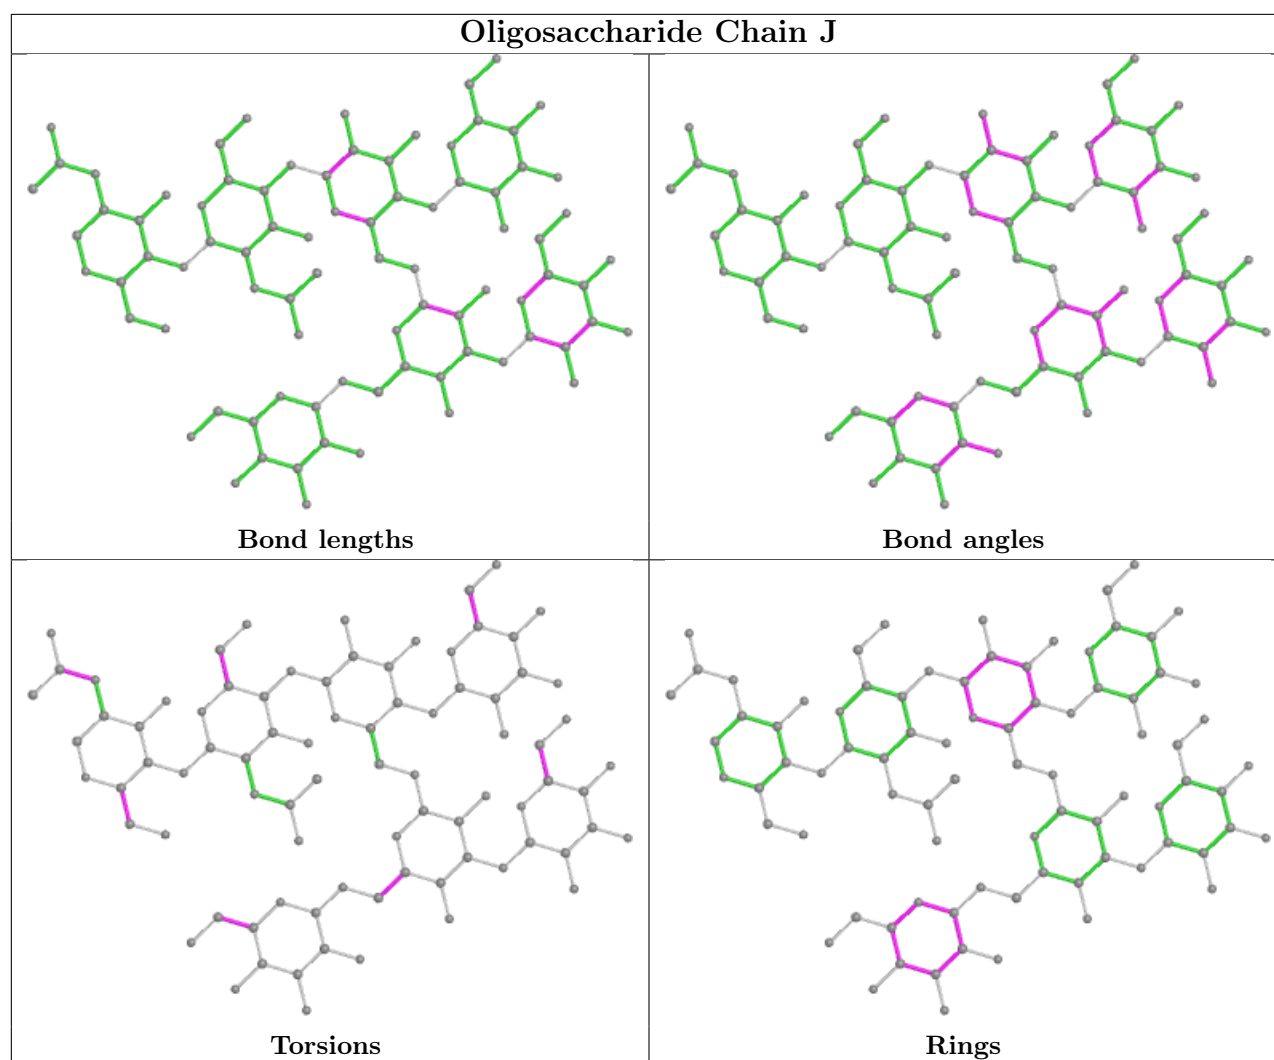 Oligosaccharide Chain J
Bond lengths
Bond angles
Torsions
Rings